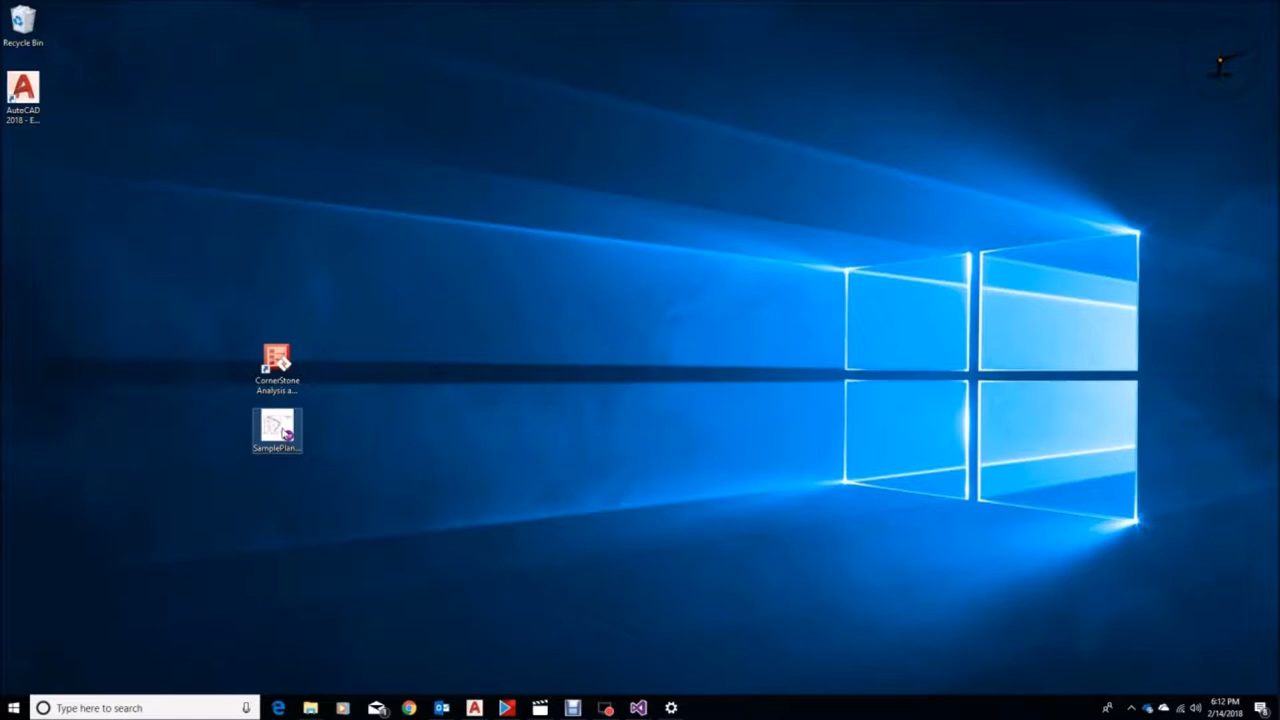 Recycle Bin
AutoCAD
2018 - E...
CornerStone
Analysis a...
SamplePlan...
Type here to search
6:12 PM
2/14/2018